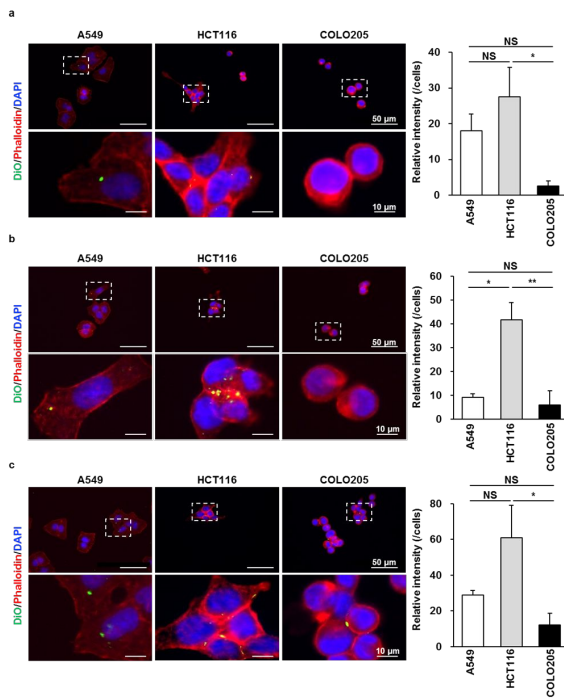 a
A549
HCT116
COLO205
DiO/Phalloidin/DAPI
50 μm
10 μm
Relative intensity (/cells)
NS
NS
*
40
30
20
10
0
A549
HCT116
COLO205
b
A549
HCT116
COLO205
DiO/Phalloidin/DAPI
50 μm
10 μm
Relative intensity (/cells)
NS
*
**
60
50
40
30
20
10
0
A549
HCT116
COLO205
c
A549
HCT116
COLO205
DiO/Phalloidin/DAPI
50 μm
10 μm
Relative intensity (/cells)
NS
NS
*
80
60
40
20
0
A549
HCT116
COLO205